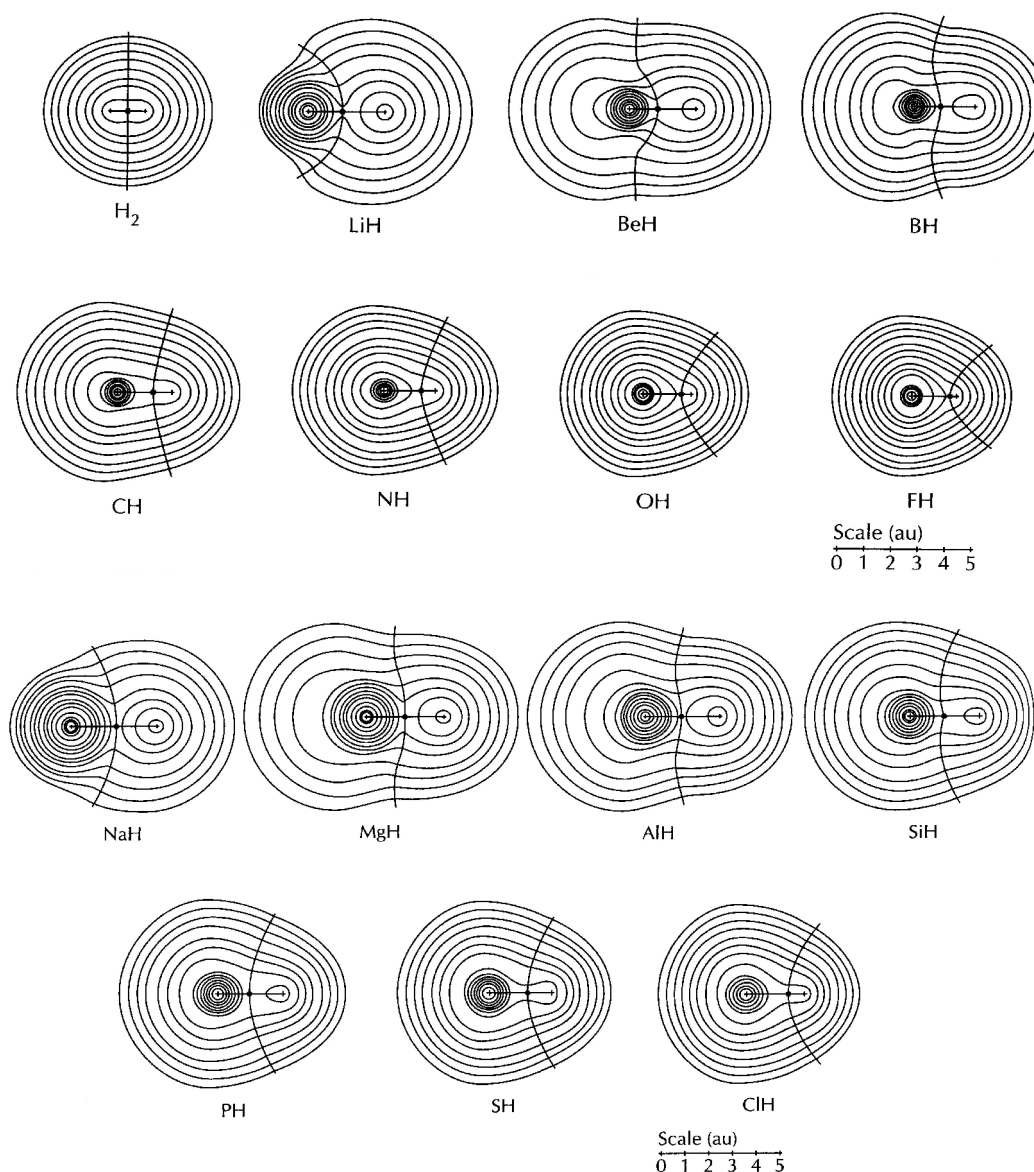 H2 LiH BeH BH
CH NH OH FH
Scale (au)
0 1 2 3 4 5
NaH MgH AlH SiH
PH SH ClH
Scale (au)
0 1 2 3 4 5